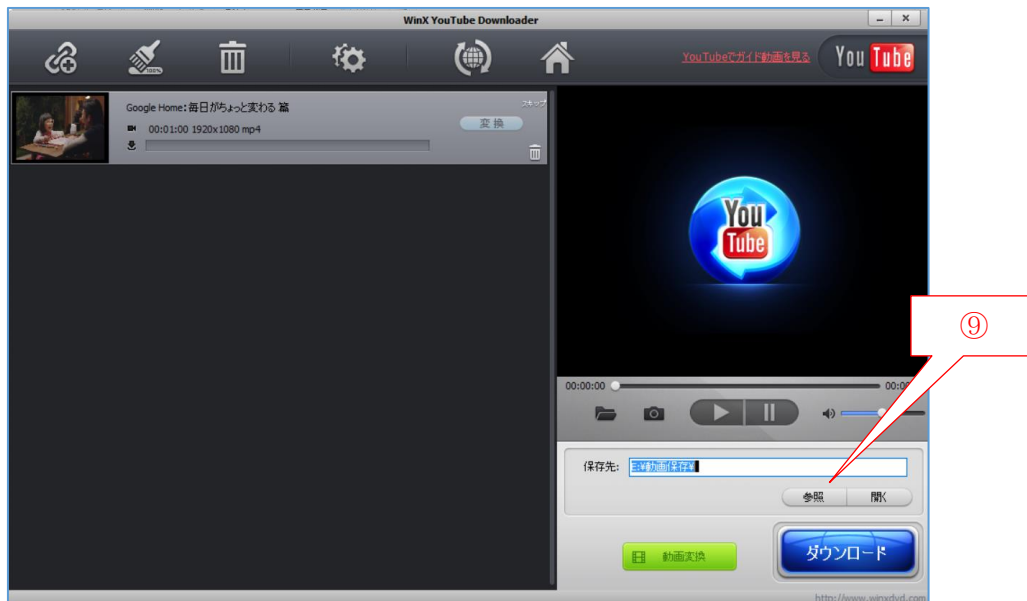 WinX YouTube Downloader
100%
YouTubeでガイド動画を見る
You Tube
Google Home:毎日がちょっと変わる 篇
スキップ
00:01:00 1920x1080 mp4
変換
You
Tube
⑨
00:00:00
00:00
保存先: E:¥動画保存¥
参照
開く
動画変換
ダウンロード
http://www.winxdvd.com